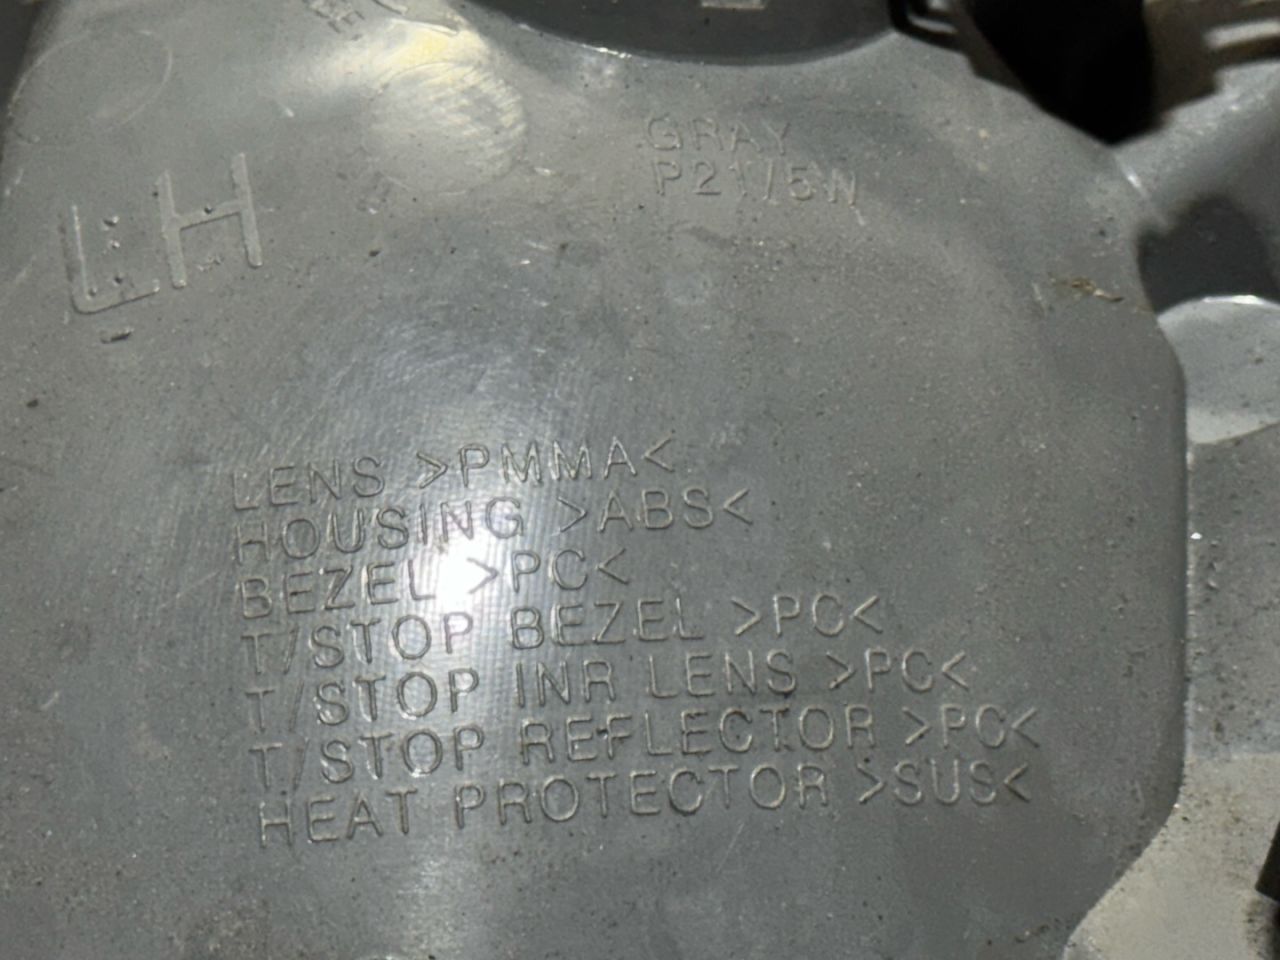 GRAY
P21/5W
LH
LENS >PMMA<
HOUSING >ABS<
BEZEL >PC<
T/STOP BEZEL >PC<
T/STOP INR LENS >PC<
T/STOP REFLECTOR >PC<
HEAT PROTECTOR >SUS<